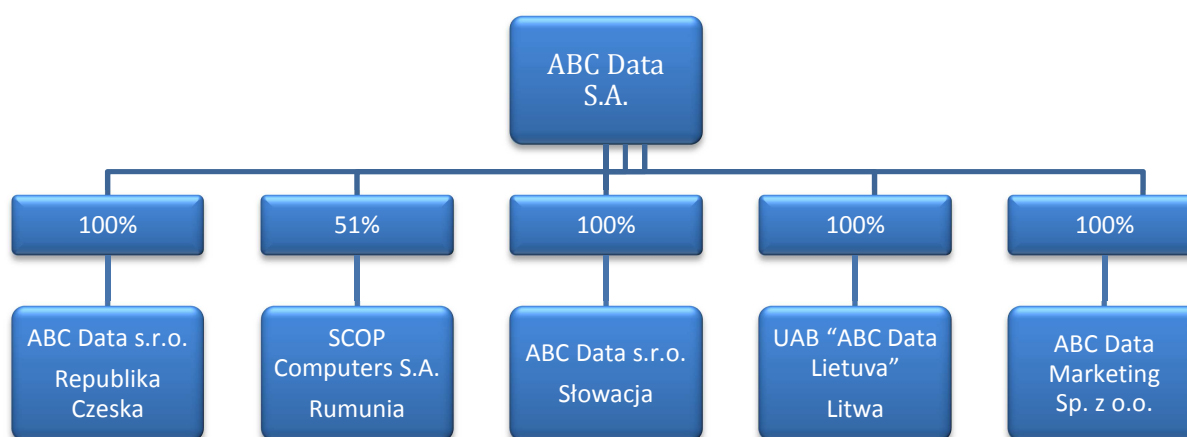 ABC Data
S.A.
100%
51%
100%
100%
100%
ABC Data s.r.o.
Republika
Czeska
SCOP
Computers S.A.
Rumunia
ABC Data s.r.o.
Słowacja
UAB “ABC Data
Lietuva”
Litwa
ABC Data
Marketing
Sp. z o.o.